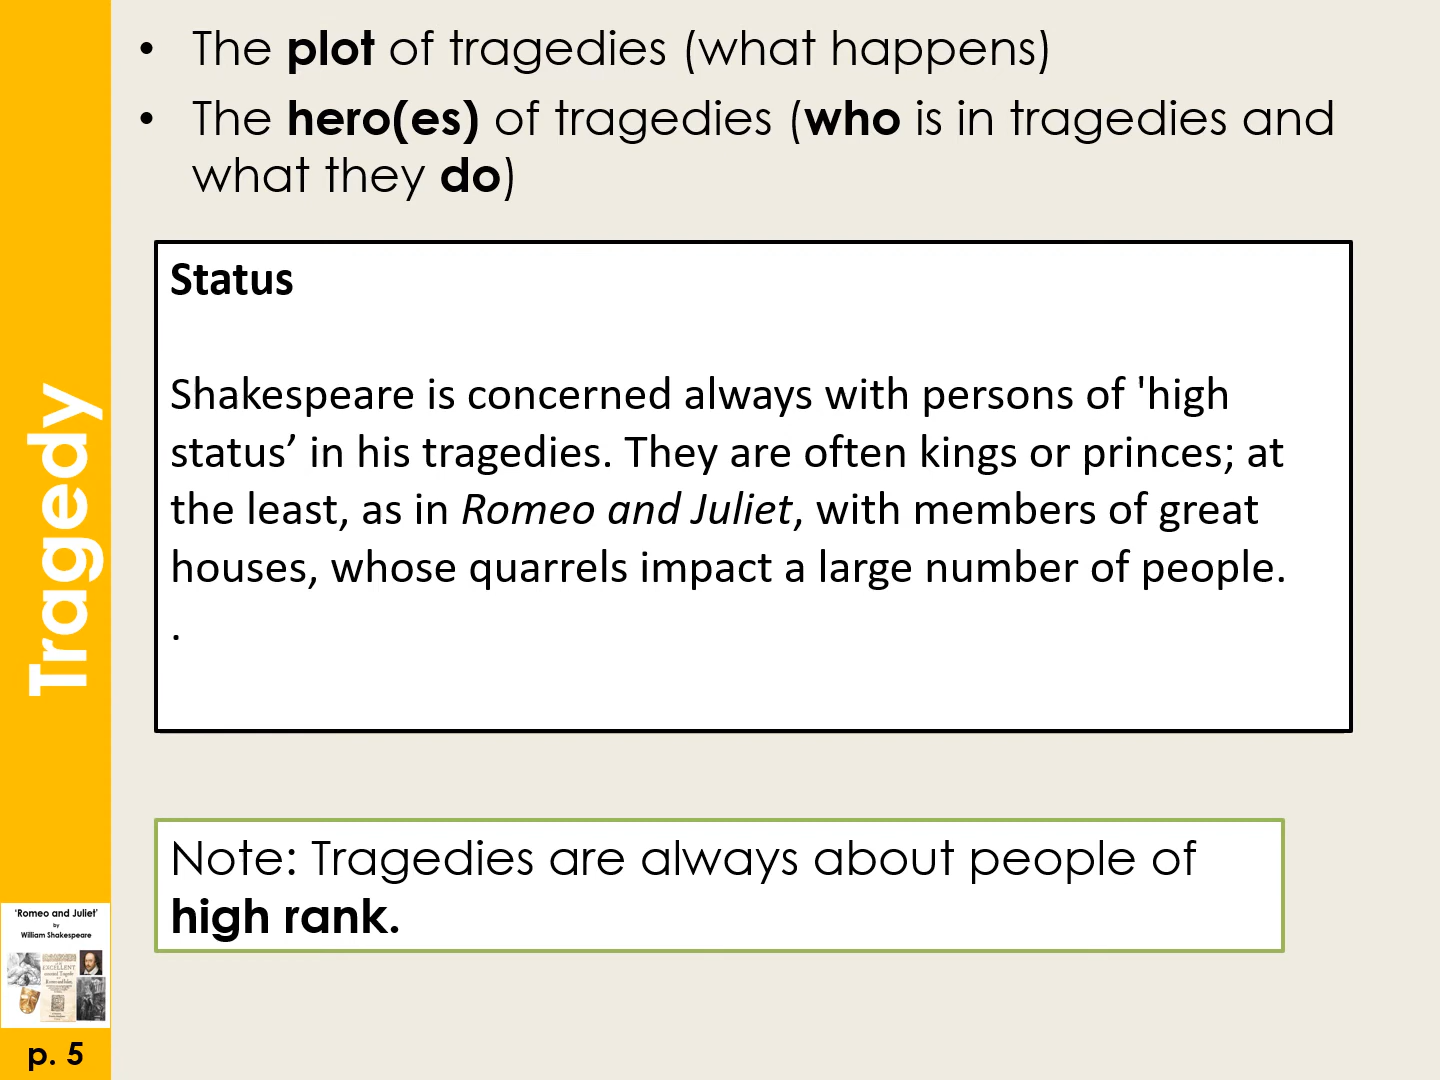 • The plot of tragedies (what happens)
• The hero(es) of tragedies (who is in tragedies and
what they do)
Status
Shakespeare is concerned always with persons of 'high
status’ in his tragedies. They are often kings or princes; at
the least, as in Romeo and Juliet, with members of great
houses, whose quarrels impact a large number of people.
.
Note: Tragedies are always about people of
high rank.
Tragedy
'Romeo and Juliet'
by
William Shakespeare
EXCELLENT
p. 5